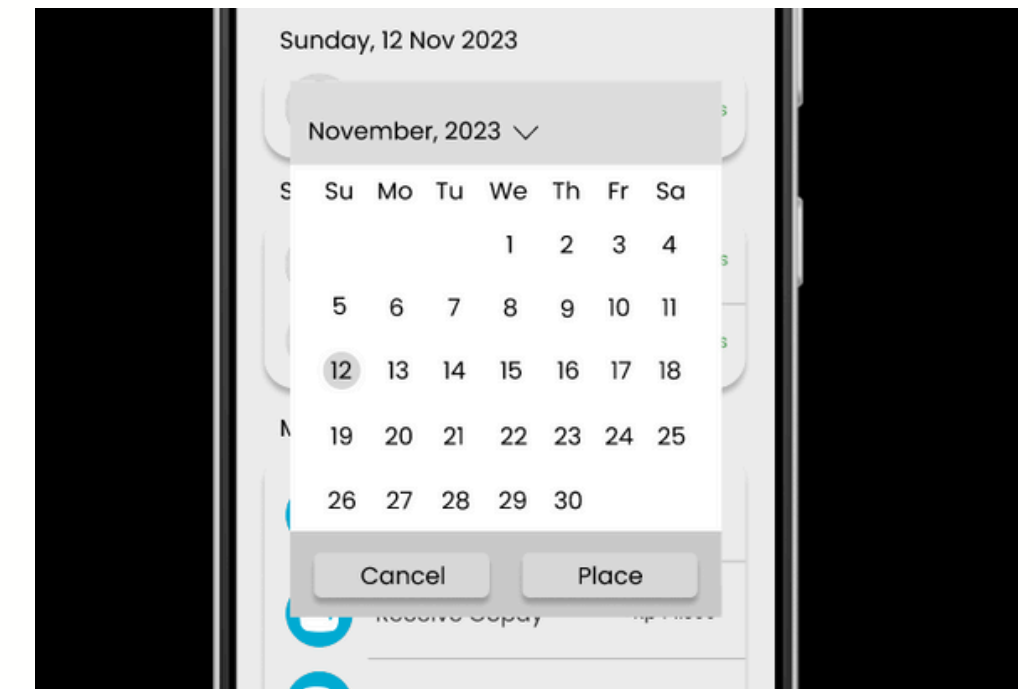 Sunday, 12 Nov 2023
November, 2023
Su Mo Tu We Th Fr Sa
1 2 3 4
5 6 7 8 9 10 11
12 13 14 15 16 17 18
19 20 21 22 23 24 25
26 27 28 29 30
Cancel Place